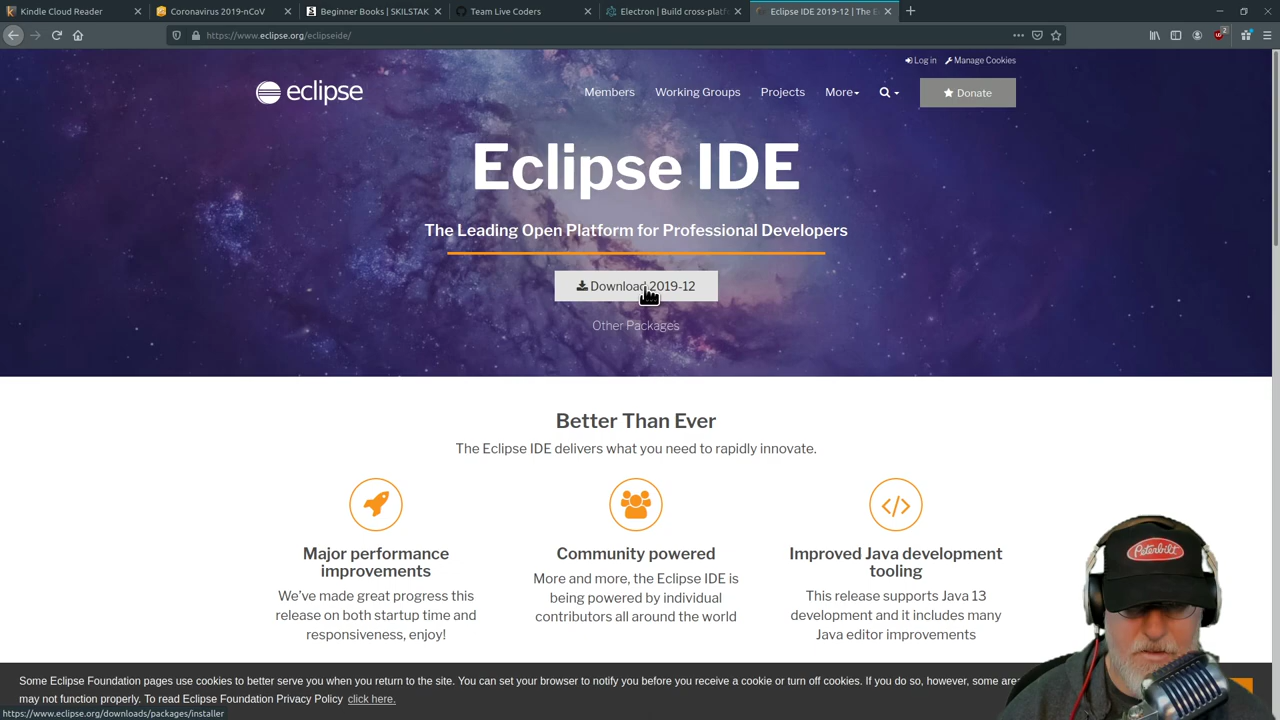 Kindle Cloud Reader
Coronavirus 2019-nCoV
Beginner Books | SKILSTAK
Team Live Coders
Electron | Build cross-platf
Eclipse IDE 2019-12 | The E
https://www.eclipse.org/eclipseide/
2
Log in
Manage Cookies
eclipse
Members
Working Groups
Projects
More
Donate
Eclipse IDE
The Leading Open Platform for Professional Developers
Download 2019-12
Other Packages
Better Than Ever
The Eclipse IDE delivers what you need to rapidly innovate.
Major performance
improvements
We've made great progress this
release on both startup time and
responsiveness, enjoy!
Community powered
More and more, the Eclipse IDE is
being powered by individual
contributors all around the world
Improved Java development
tooling
This release supports Java 13
development and it includes many
Java editor improvements
Peterbilt
Some Eclipse Foundation pages use cookies to better serve you when you return to the site. You can set your browser to notify you before you receive a cookie or turn off cookies. If you do so, however, some
may not function properly. To read Eclipse Foundation Privacy Policy click here.
https://www.eclipse.org/downloads/packages/installer